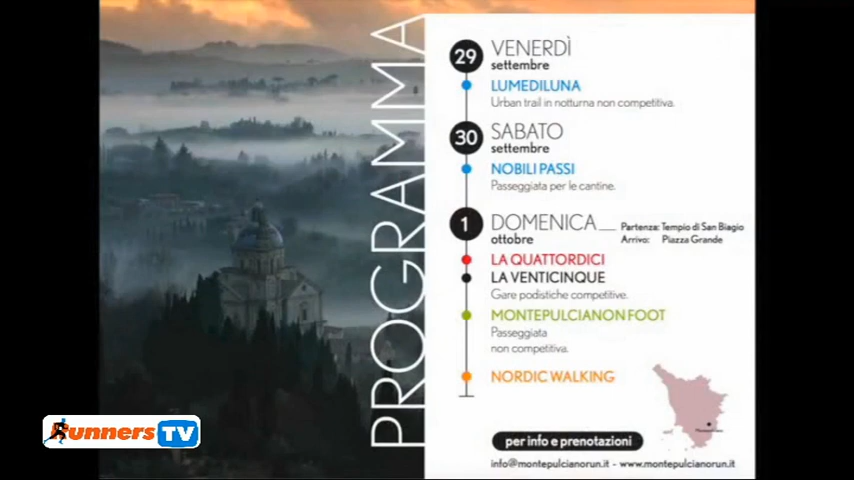 PROGRAMMA
29 VENERDÌ
settembre
LUMEDILUNA
Urban trail in notturna non competitiva.
30 SABATO
settembre
NOBILI PASSI
Passeggiata per le cantine.
1 DOMENICA
ottobre
Partenza: Tempio di San Biagio
Arrivo: Piazza Grande
LA QUATTORDICI
LA VENTICINQUE
Gare podistiche competitive.
MONTEPULCIANON FOOT
Passeggiata
non competitiva.
NORDIC WALKING
per info e prenotazioni
info@montepulcianorun.it - www.montepulcianorun.it
RunnersTV